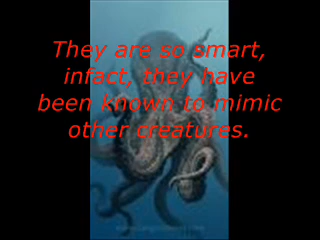 They are so smart,
infact, they have
been known to mimic
other creatures.